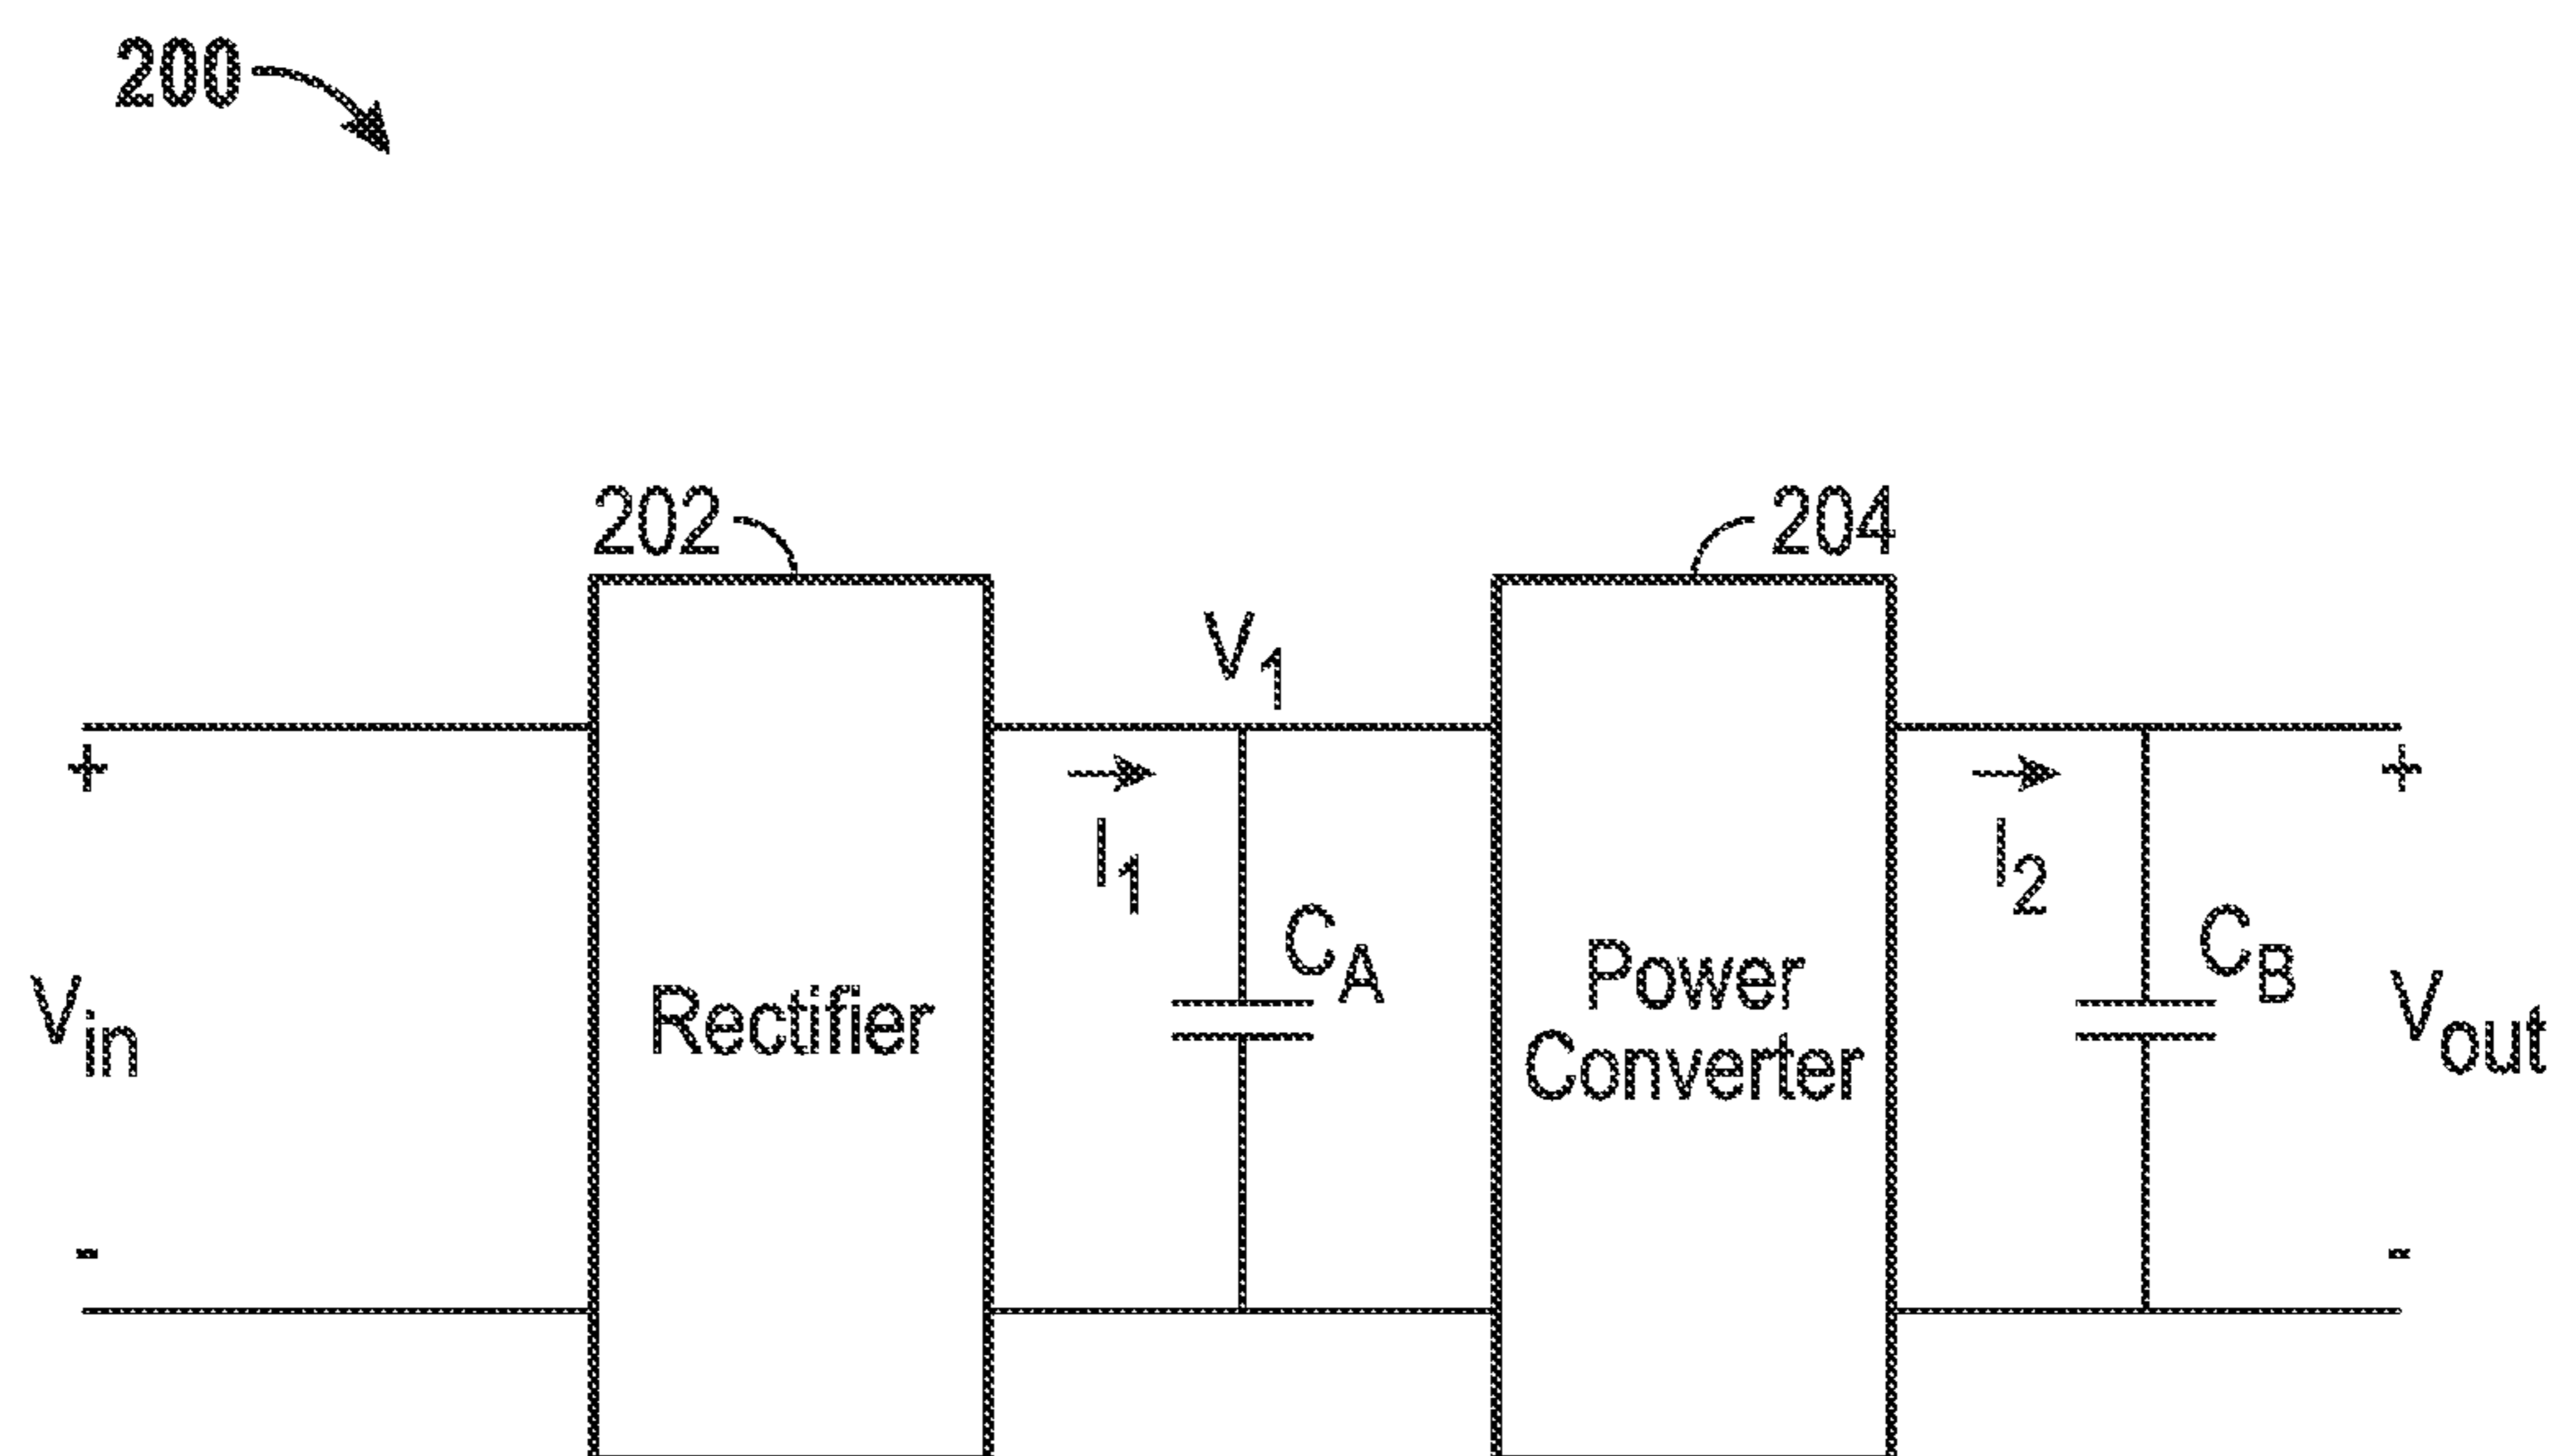 200
202
204
V1
+
+
I1
I2
CA
CB
Vin
Rectifier
Power
Converter
Vout
-
-